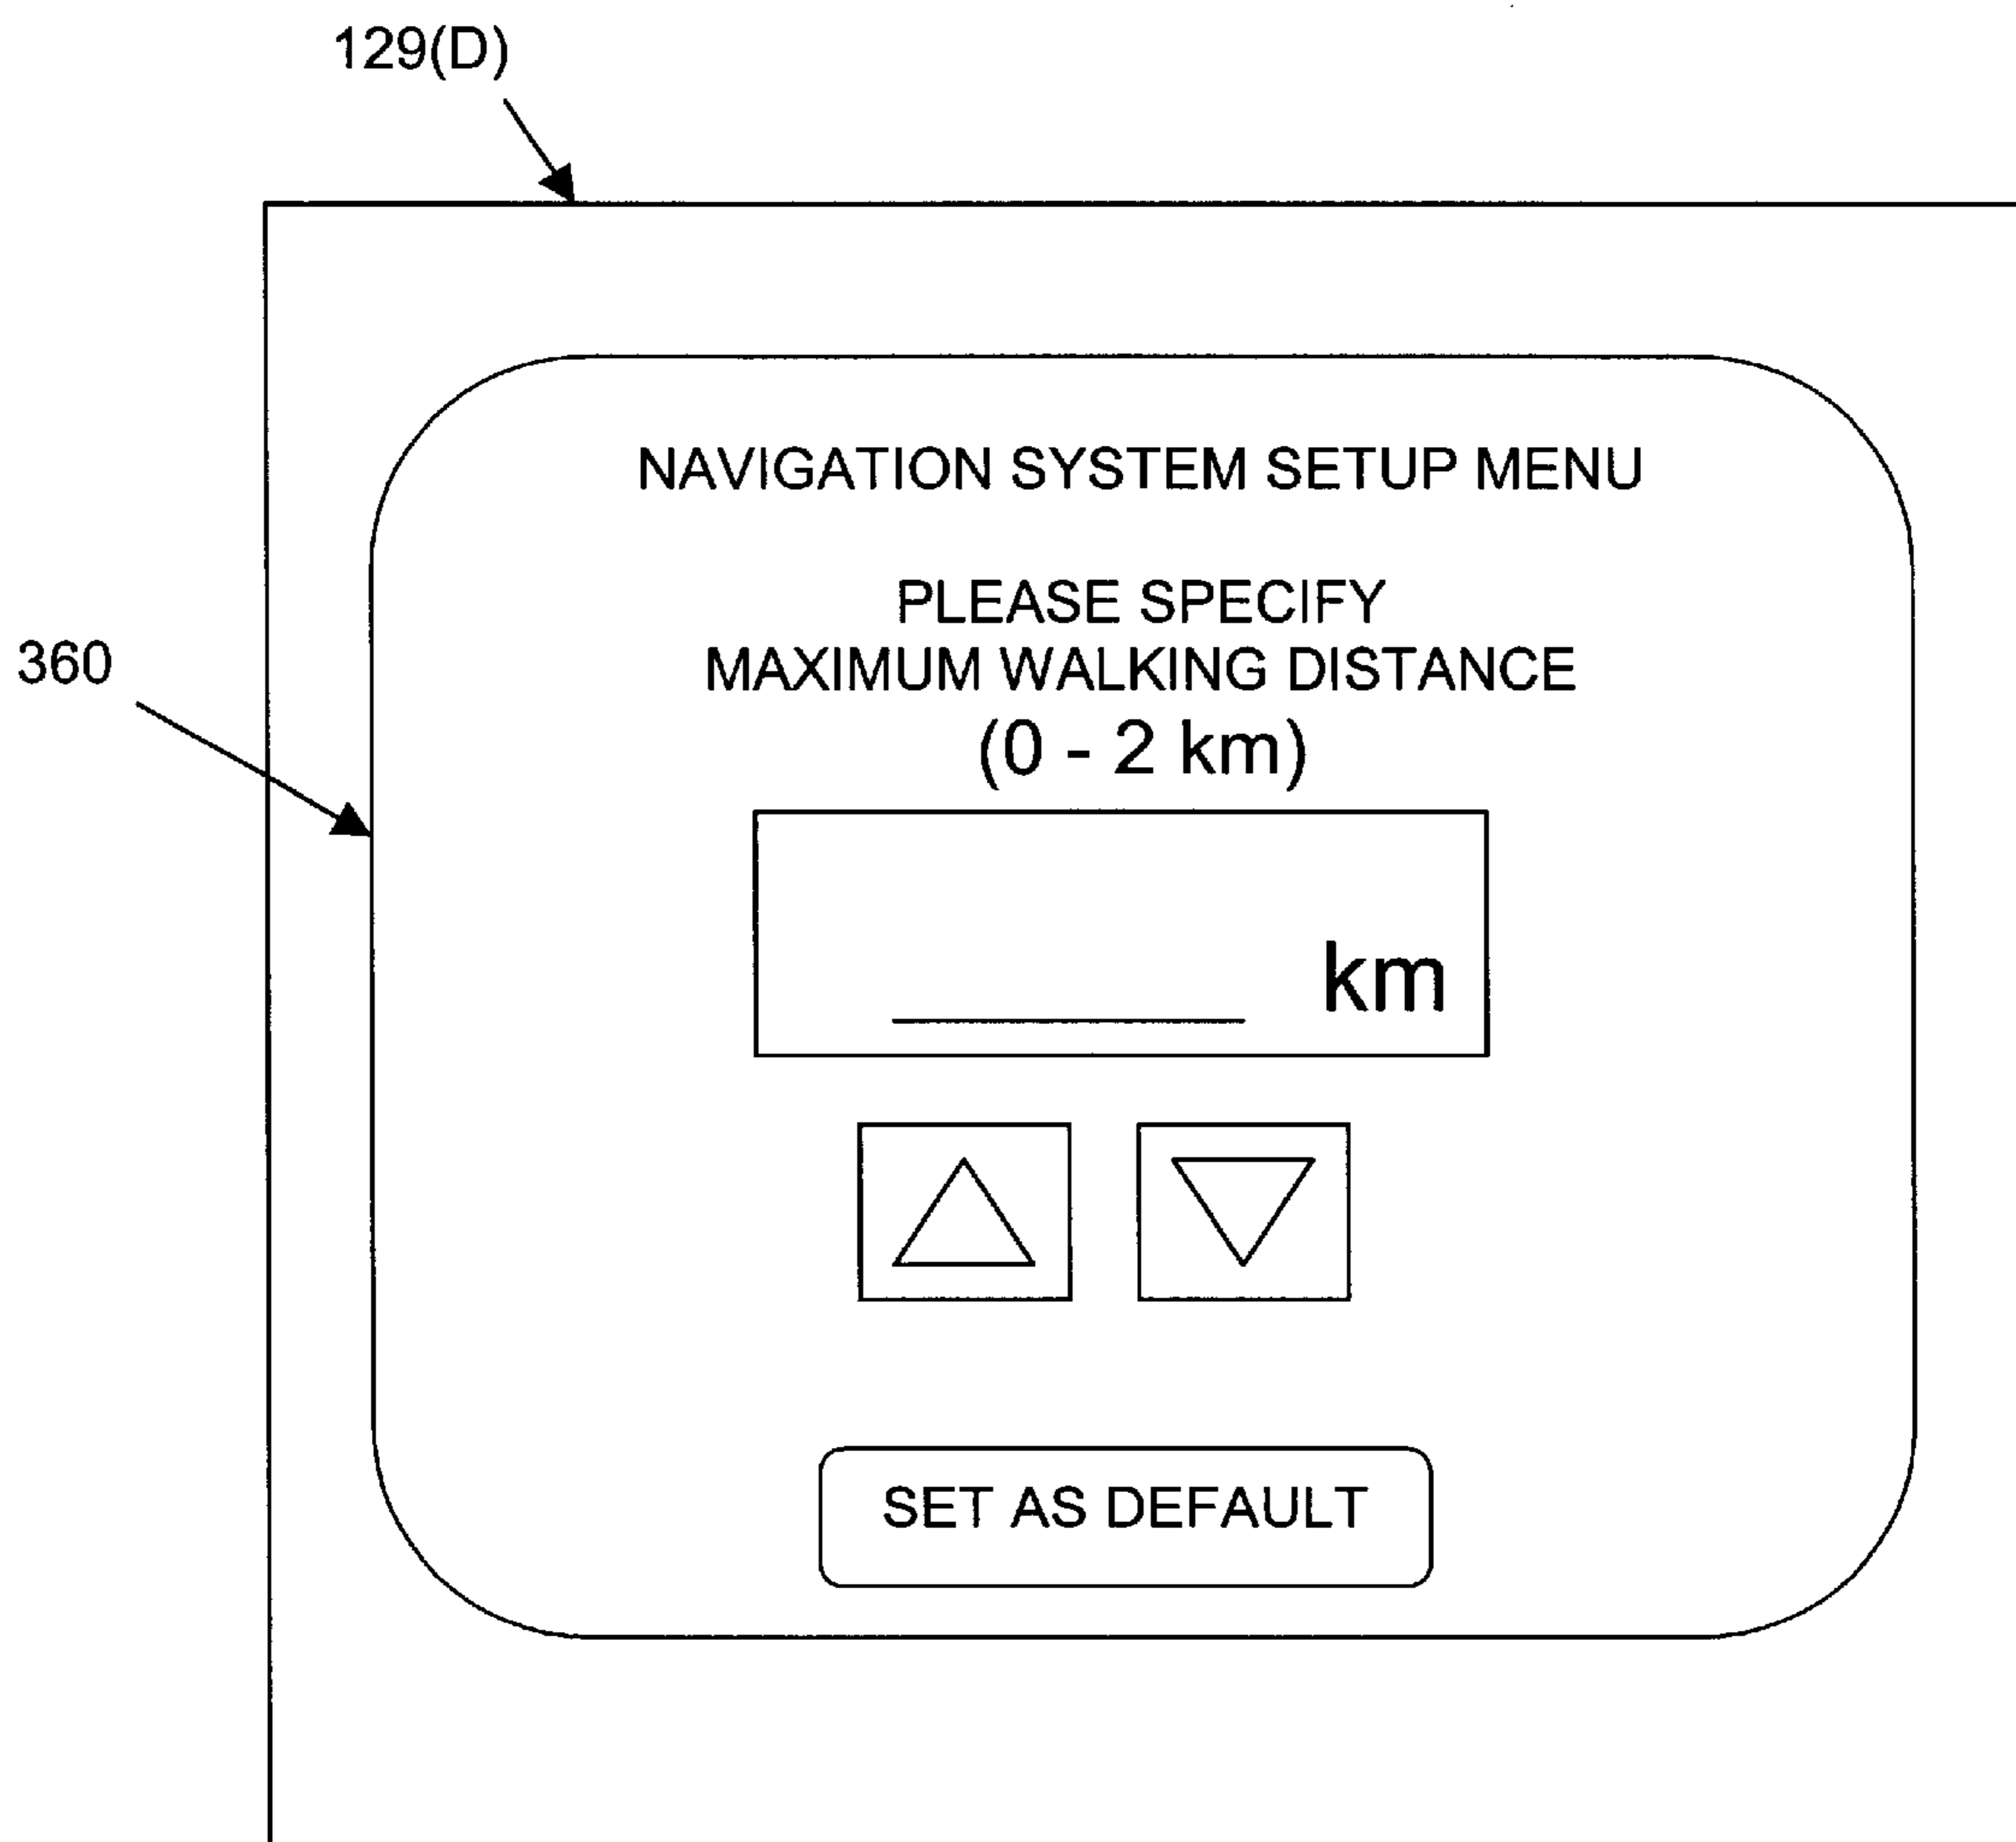 129(D)
NAVIGATION SYSTEM SETUP MENU
PLEASE SPECIFY
MAXIMUM WALKING DISTANCE
(0 - 2 km)
360
km
SET AS DEFAULT